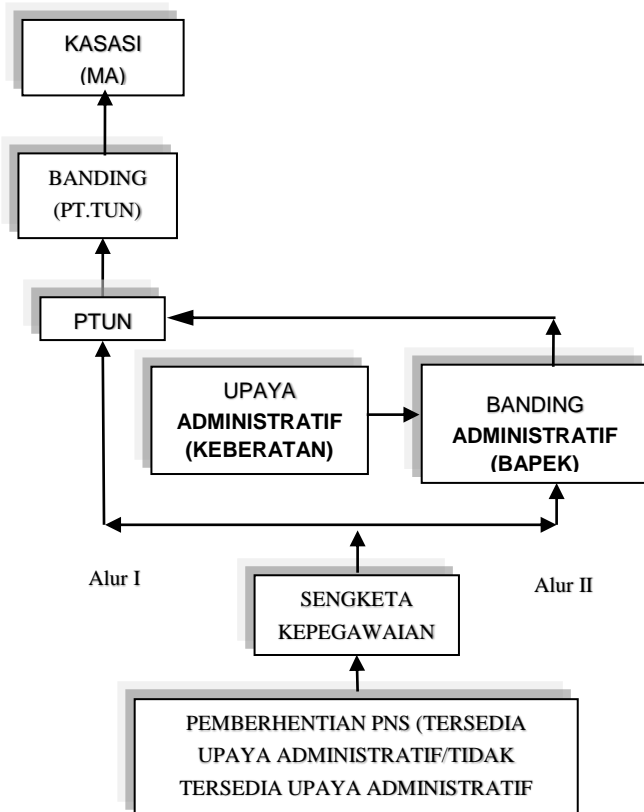 KASASI
(MA)
BANDING
(PT.TUN)
PTUN
UPAYA
ADMINISTRATIF
(KEBERATAN)
BANDING
ADMINISTRATIF
(BAPEK)
Alur I
Alur II
SENGKETA
KEPEGAWAIAN
PEMBERHENTIAN PNS (TERSEDIA
UPAYA ADMINISTRATIF/TIDAK
TERSEDIA UPAYA ADMINISTRATIF